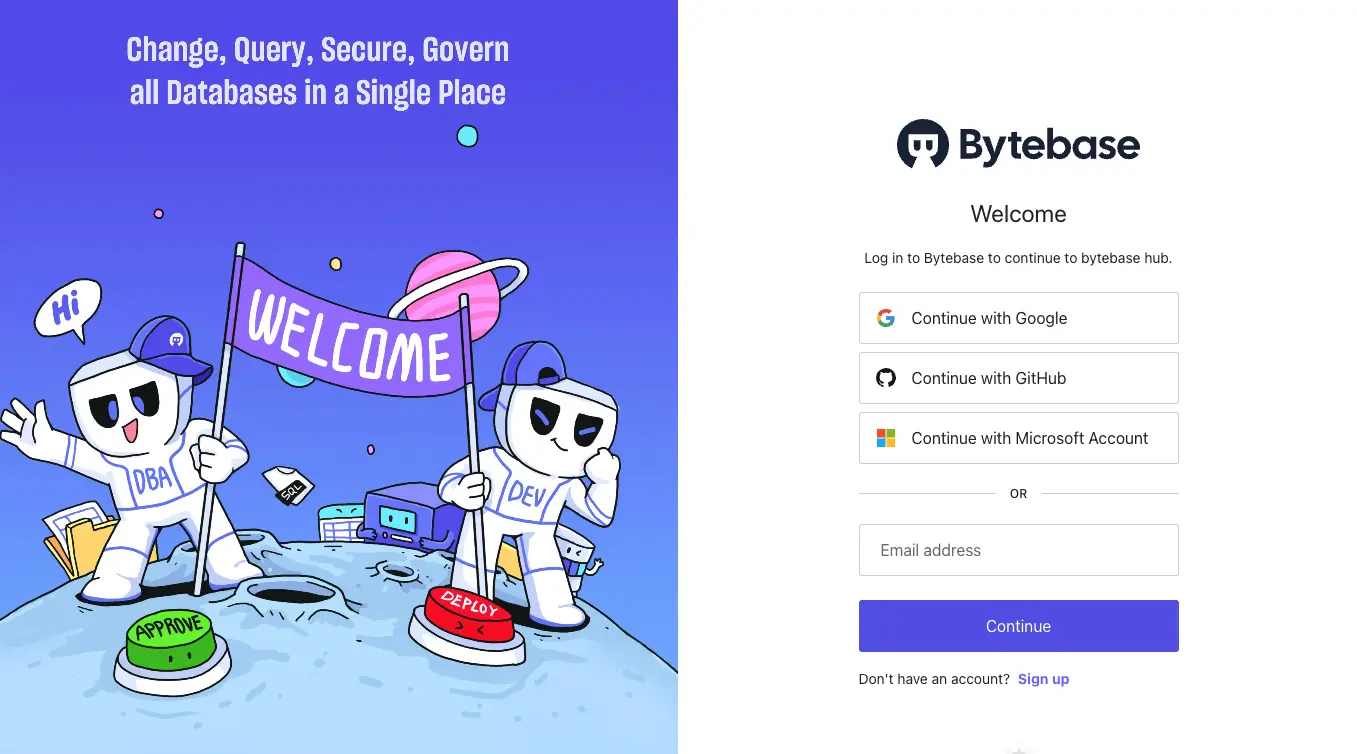 Change, Query, Secure, Govern
all Databases in a Single Place
Hi
WELCOME
DBA
SQL
DEV
APPROVE
DEPLOY
Bytebase
Welcome
Log in to Bytebase to continue to bytebase hub.
Continue with Google
Continue with GitHub
Continue with Microsoft Account
OR
Email address
Continue
Don't have an account? Sign up